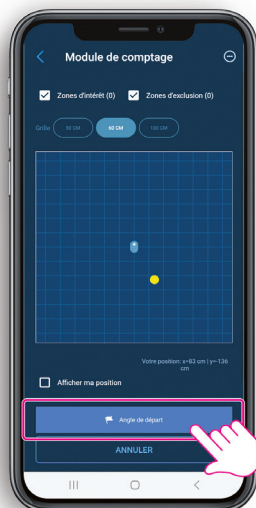 Module de comptage
Zones d'intérêt (0) Zones d'exclusion (0)
Grille 30 CM 60 CM 100 CM
Votre position: x=83 cm | y=-136
cm
Afficher ma position
Angle de départ
ANNULER